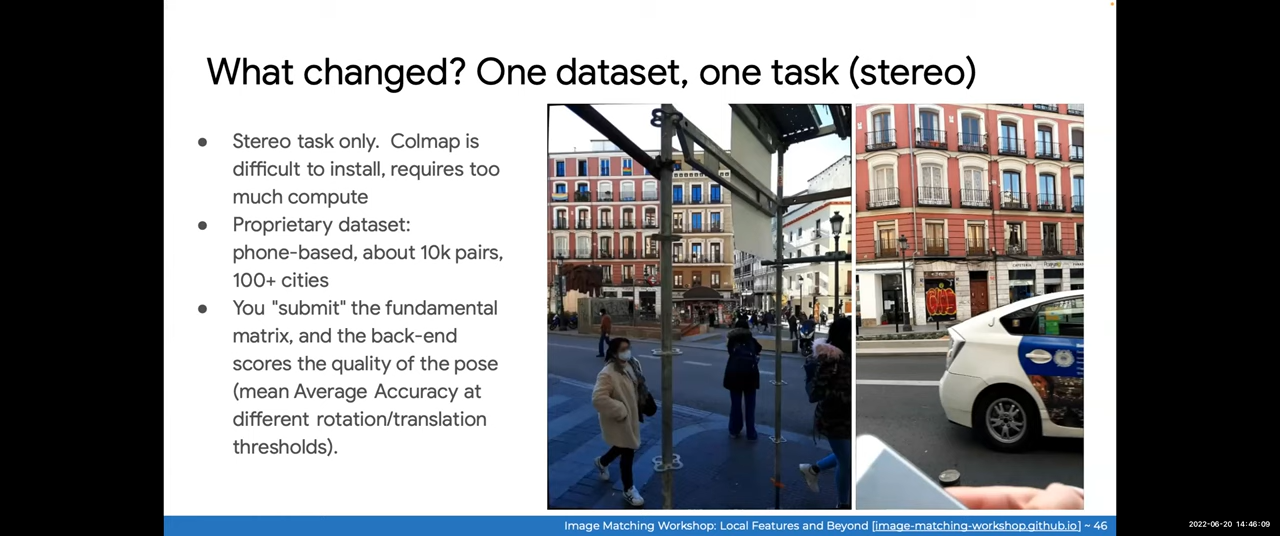 What changed? One dataset, one task (stereo)
● Stereo task only. Colmap is
difficult to install, requires too
much compute
● Proprietary dataset:
phone-based, about 10k pairs,
100+ cities
● You "submit" the fundamental
matrix, and the back-end
scores the quality of the pose
(mean Average Accuracy at
different rotation/translation
thresholds).
Image Matching Workshop: Local Features and Beyond [image-matching-workshop.github.io] ~ 46
2022-06-20 14:46:09